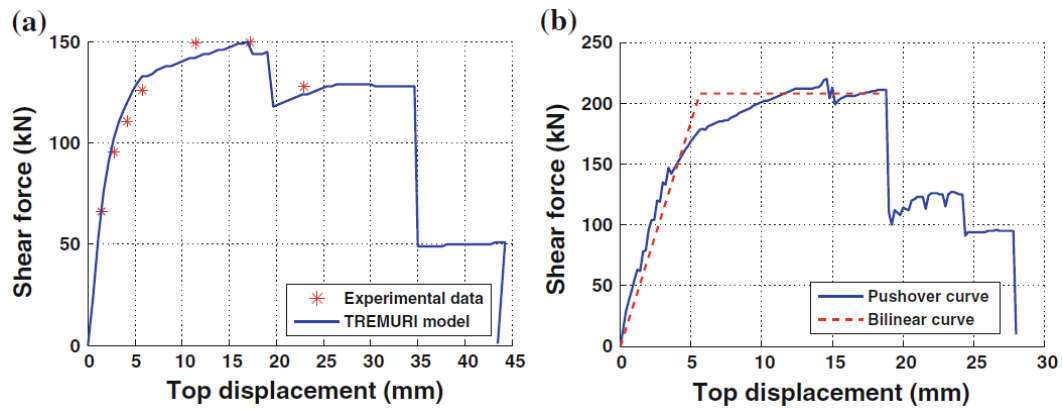 (a)
Shear force (kN)
150
100
50
0
0 5 10 15 20 25 30 35 40 45
Top displacement (mm)
Experimental data
TREMURI model
(b)
Shear force (kN)
250
200
150
100
50
0
0 5 10 15 20 25 30
Top displacement (mm)
Pushover curve
Bilinear curve